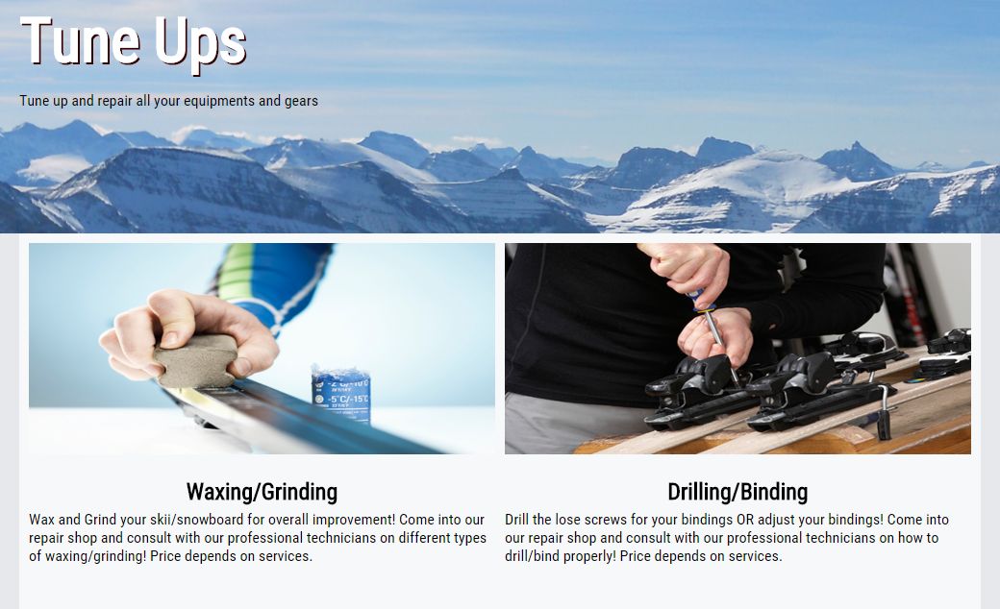 Tune Ups
Tune up and repair all your equipments and gears
-5°C/-15°C
Waxing/Grinding
Wax and Grind your skii/snowboard for overall improvement! Come into our
repair shop and consult with our professional technicians on different types
of waxing/grinding! Price depends on services.
Drilling/Binding
Drill the lose screws for your bindings OR adjust your bindings! Come into
our repair shop and consult with our professional technicians on how to
drill/bind properly! Price depends on services.